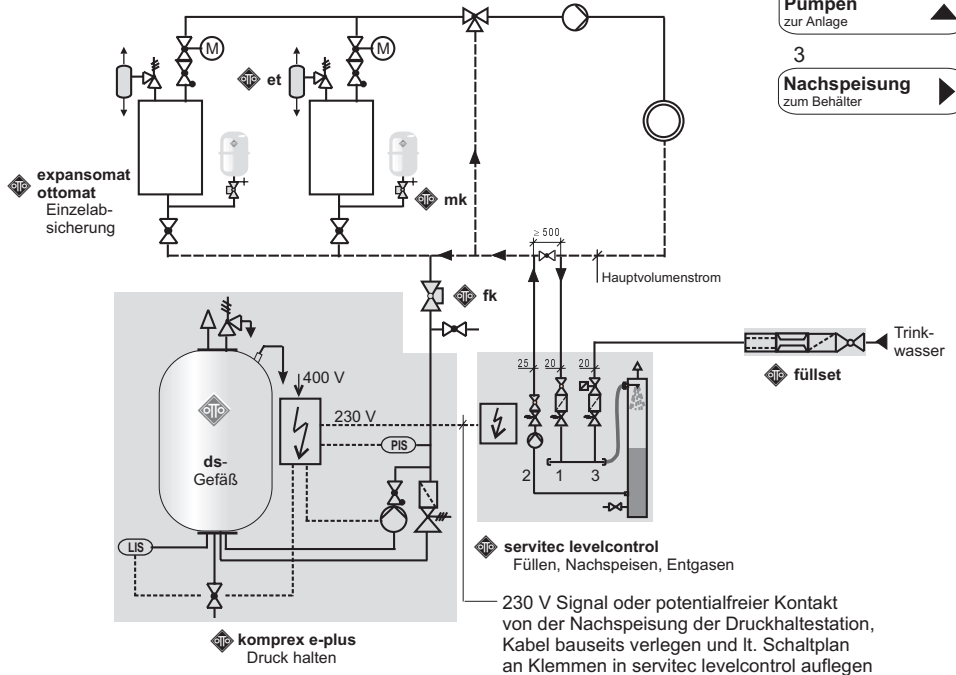 Pumpen
zur Anlage
3
Nachspeisung
zum Behälter
M
M
et
expansomat
ottomat
Einzelab-
sicherung
mk
≥ 500
Hauptvolumenstrom
fk
Trink-
wasser
füllset
400 V
230 V
25
20
20
PIS
ds-
Gefäß
2
1
3
LIS
servitec levelcontrol
Füllen, Nachspeisen, Entgasen
komprex e-plus
Druck halten
230 V Signal oder potentialfreier Kontakt
von der Nachspeisung der Druckhaltestation,
Kabel bauseits verlegen und lt. Schaltplan
an Klemmen in servitec levelcontrol auflegen